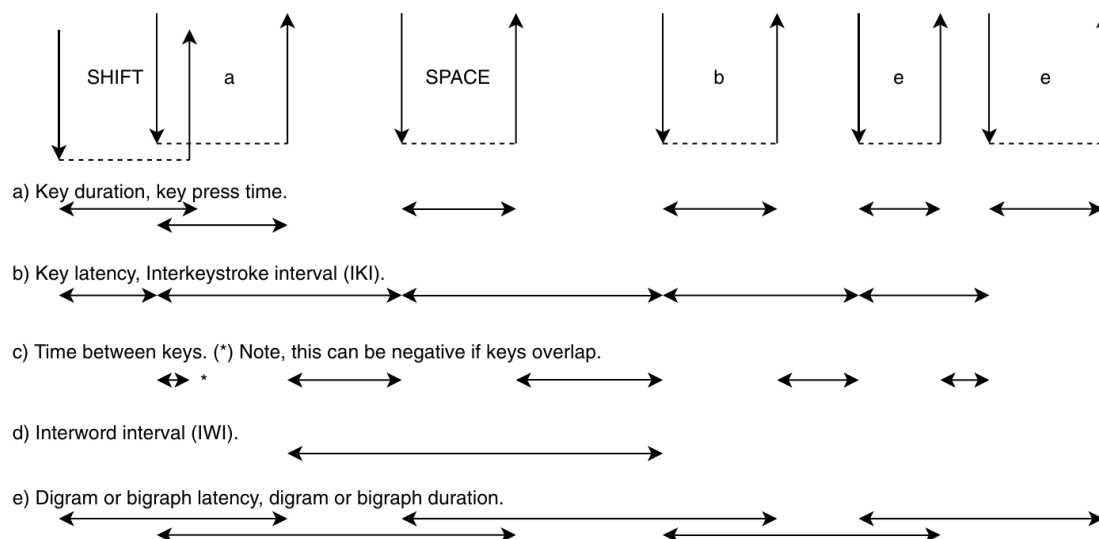 SHIFT a SPACE b e e
a) Key duration, key press time.
b) Key latency, Interkeystroke interval (IKI).
c) Time between keys. (*) Note, this can be negative if keys overlap.
*
d) Interword interval (IWI).
e) Digram or bigraph latency, digram or bigraph duration.